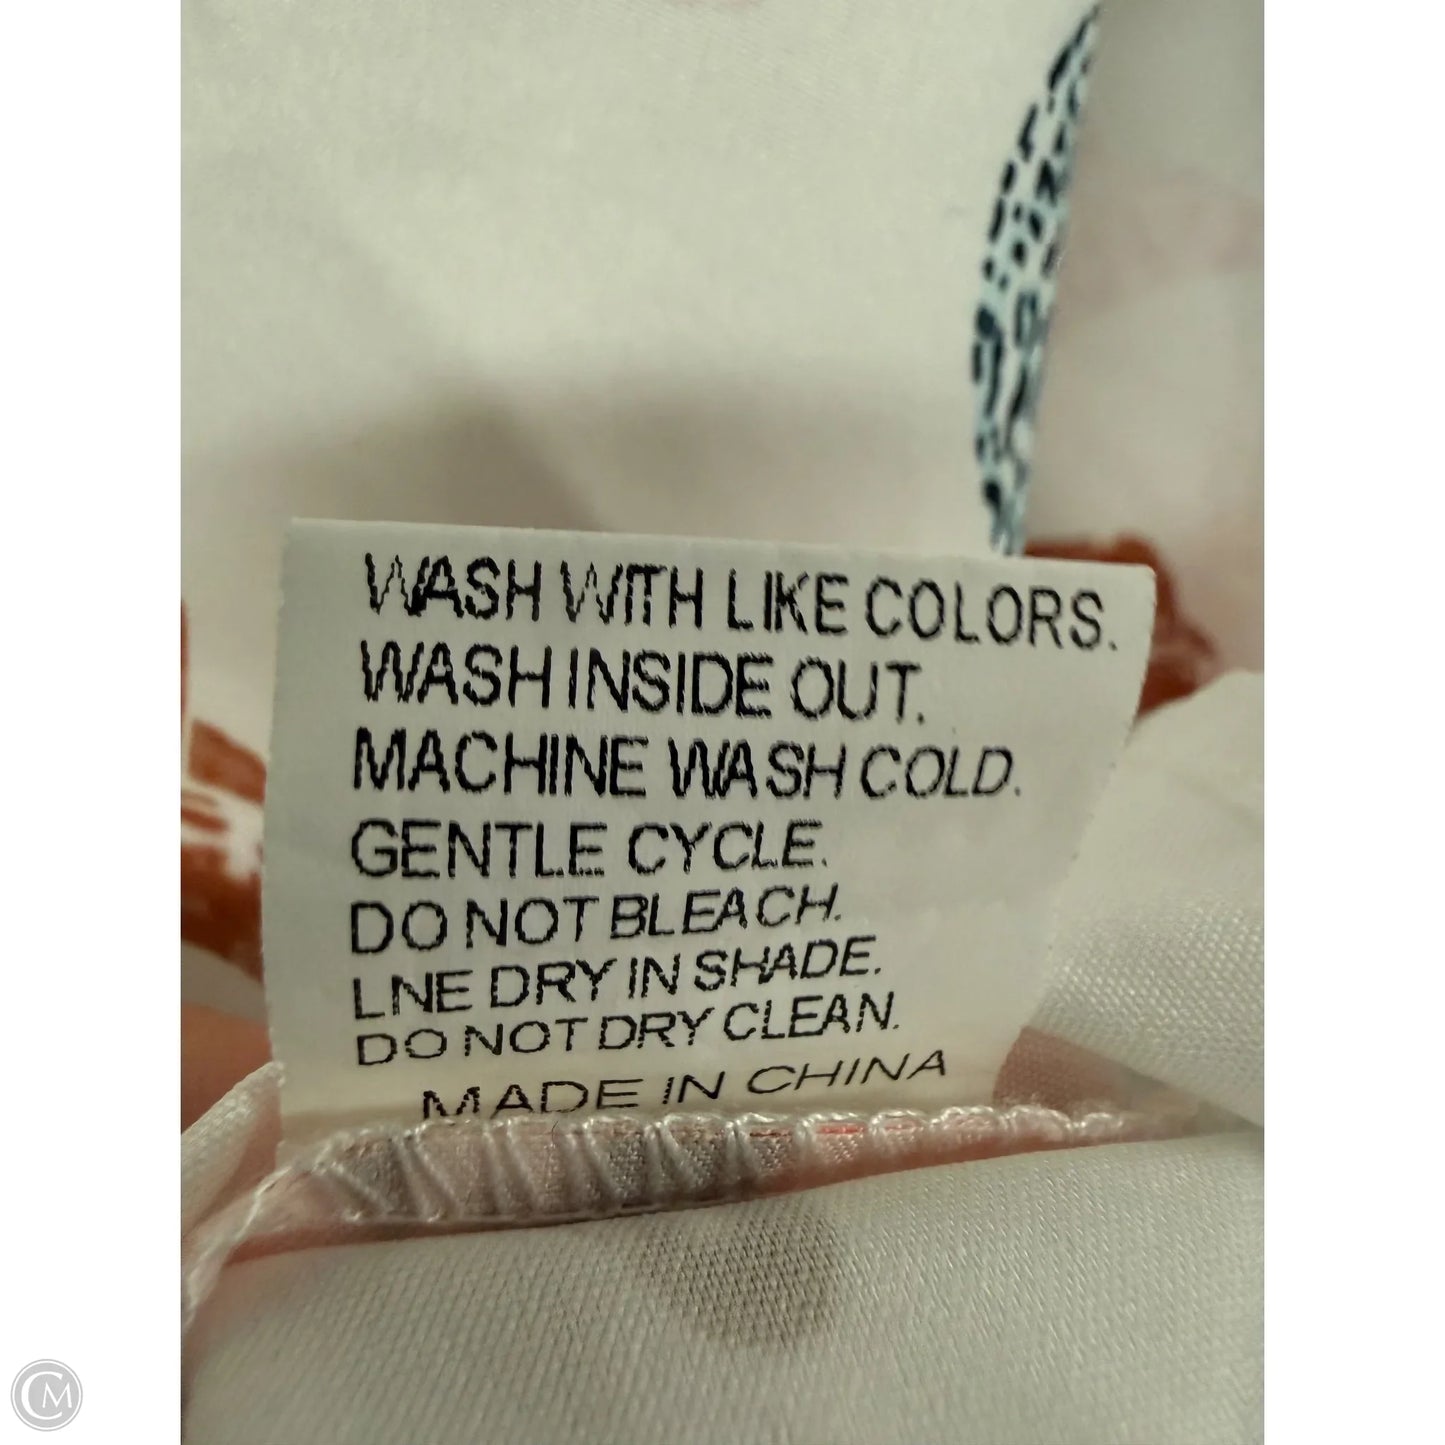 WASH WITH LIKE COLORS.
WASH INSIDE OUT.
MACHINE WASH COLD.
GENTLE CYCLE.
DO NOT BLEACH.
LNE DRY IN SHADE.
DO NOT DRY CLEAN.
MADE IN CHINA
CM